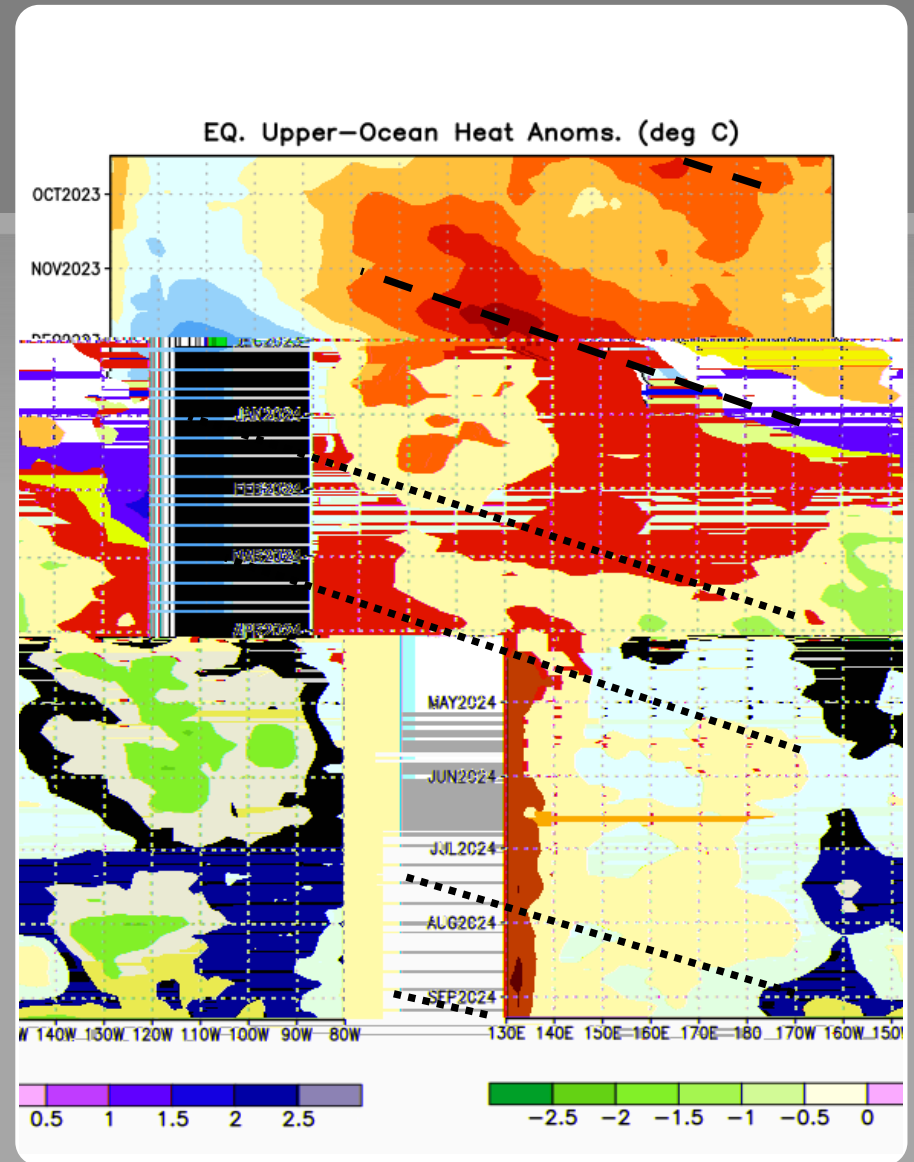 EQ. Upper-Ocean Heat Anoms. (deg C)
OCT2023
NOV2023
JAN2024
FEB2024
APR2024
MAY2024
JUN2024
JUL2024
AUG2024
SEP2024
W 140W 130W 120W 110W 100W 90W 80W 130E 140E 150E 160E 170E 180 170W 160W 150
0.5 1 1.5 2 2.5 -2.5 -2 -1.5 -1 -0.5 0